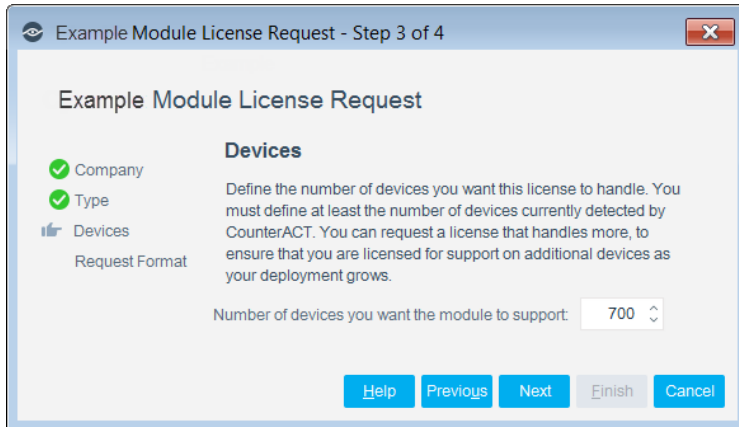 Example Module License Request - Step 3 of 4
Example Module License Request
Company
Type
Devices
Request Format
Devices
Define the number of devices you want this license to handle. You
must define at least the number of devices currently detected by
CounterACT. You can request a license that handles more, to
ensure that you are licensed for support on additional devices as
your deployment grows.
Number of devices you want the module to support: 700
Help Previous Next Finish Cancel